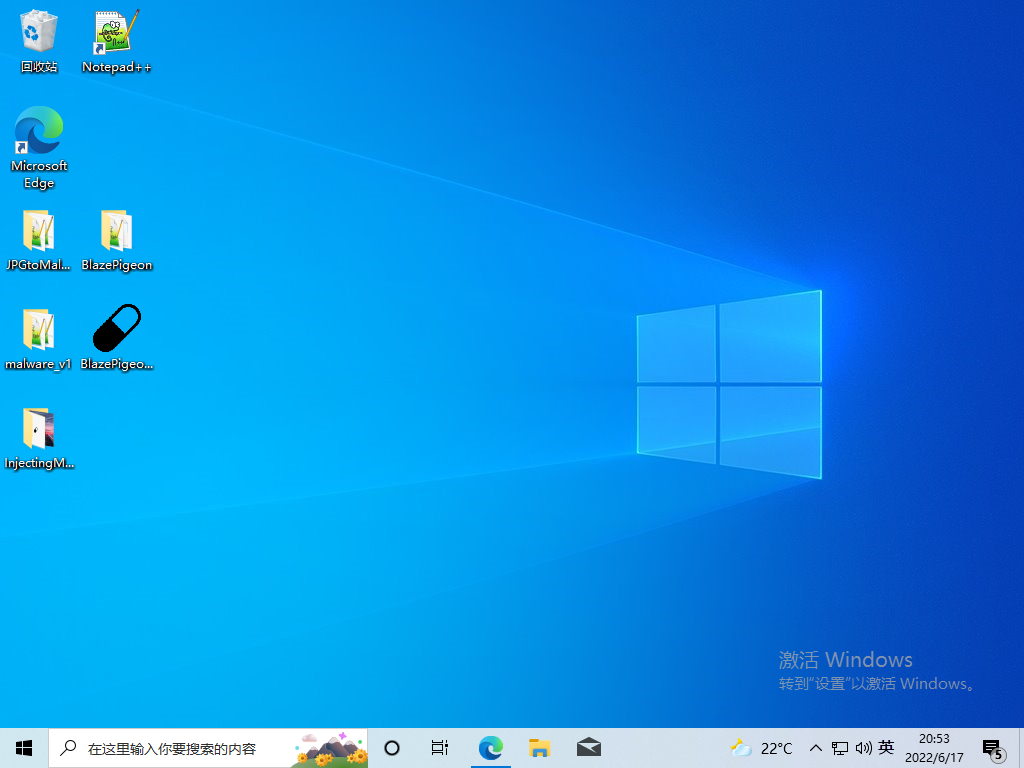 回收站
Notepad++
Microsoft
Edge
JPGtoMal...
BlazePigeon
malware_v1
BlazePigeo...
InjectingM...
激活 Windows
转到"设置"以激活 Windows。
在这里输入你要搜索的内容
22°C
英
20:53
2022/6/17
5